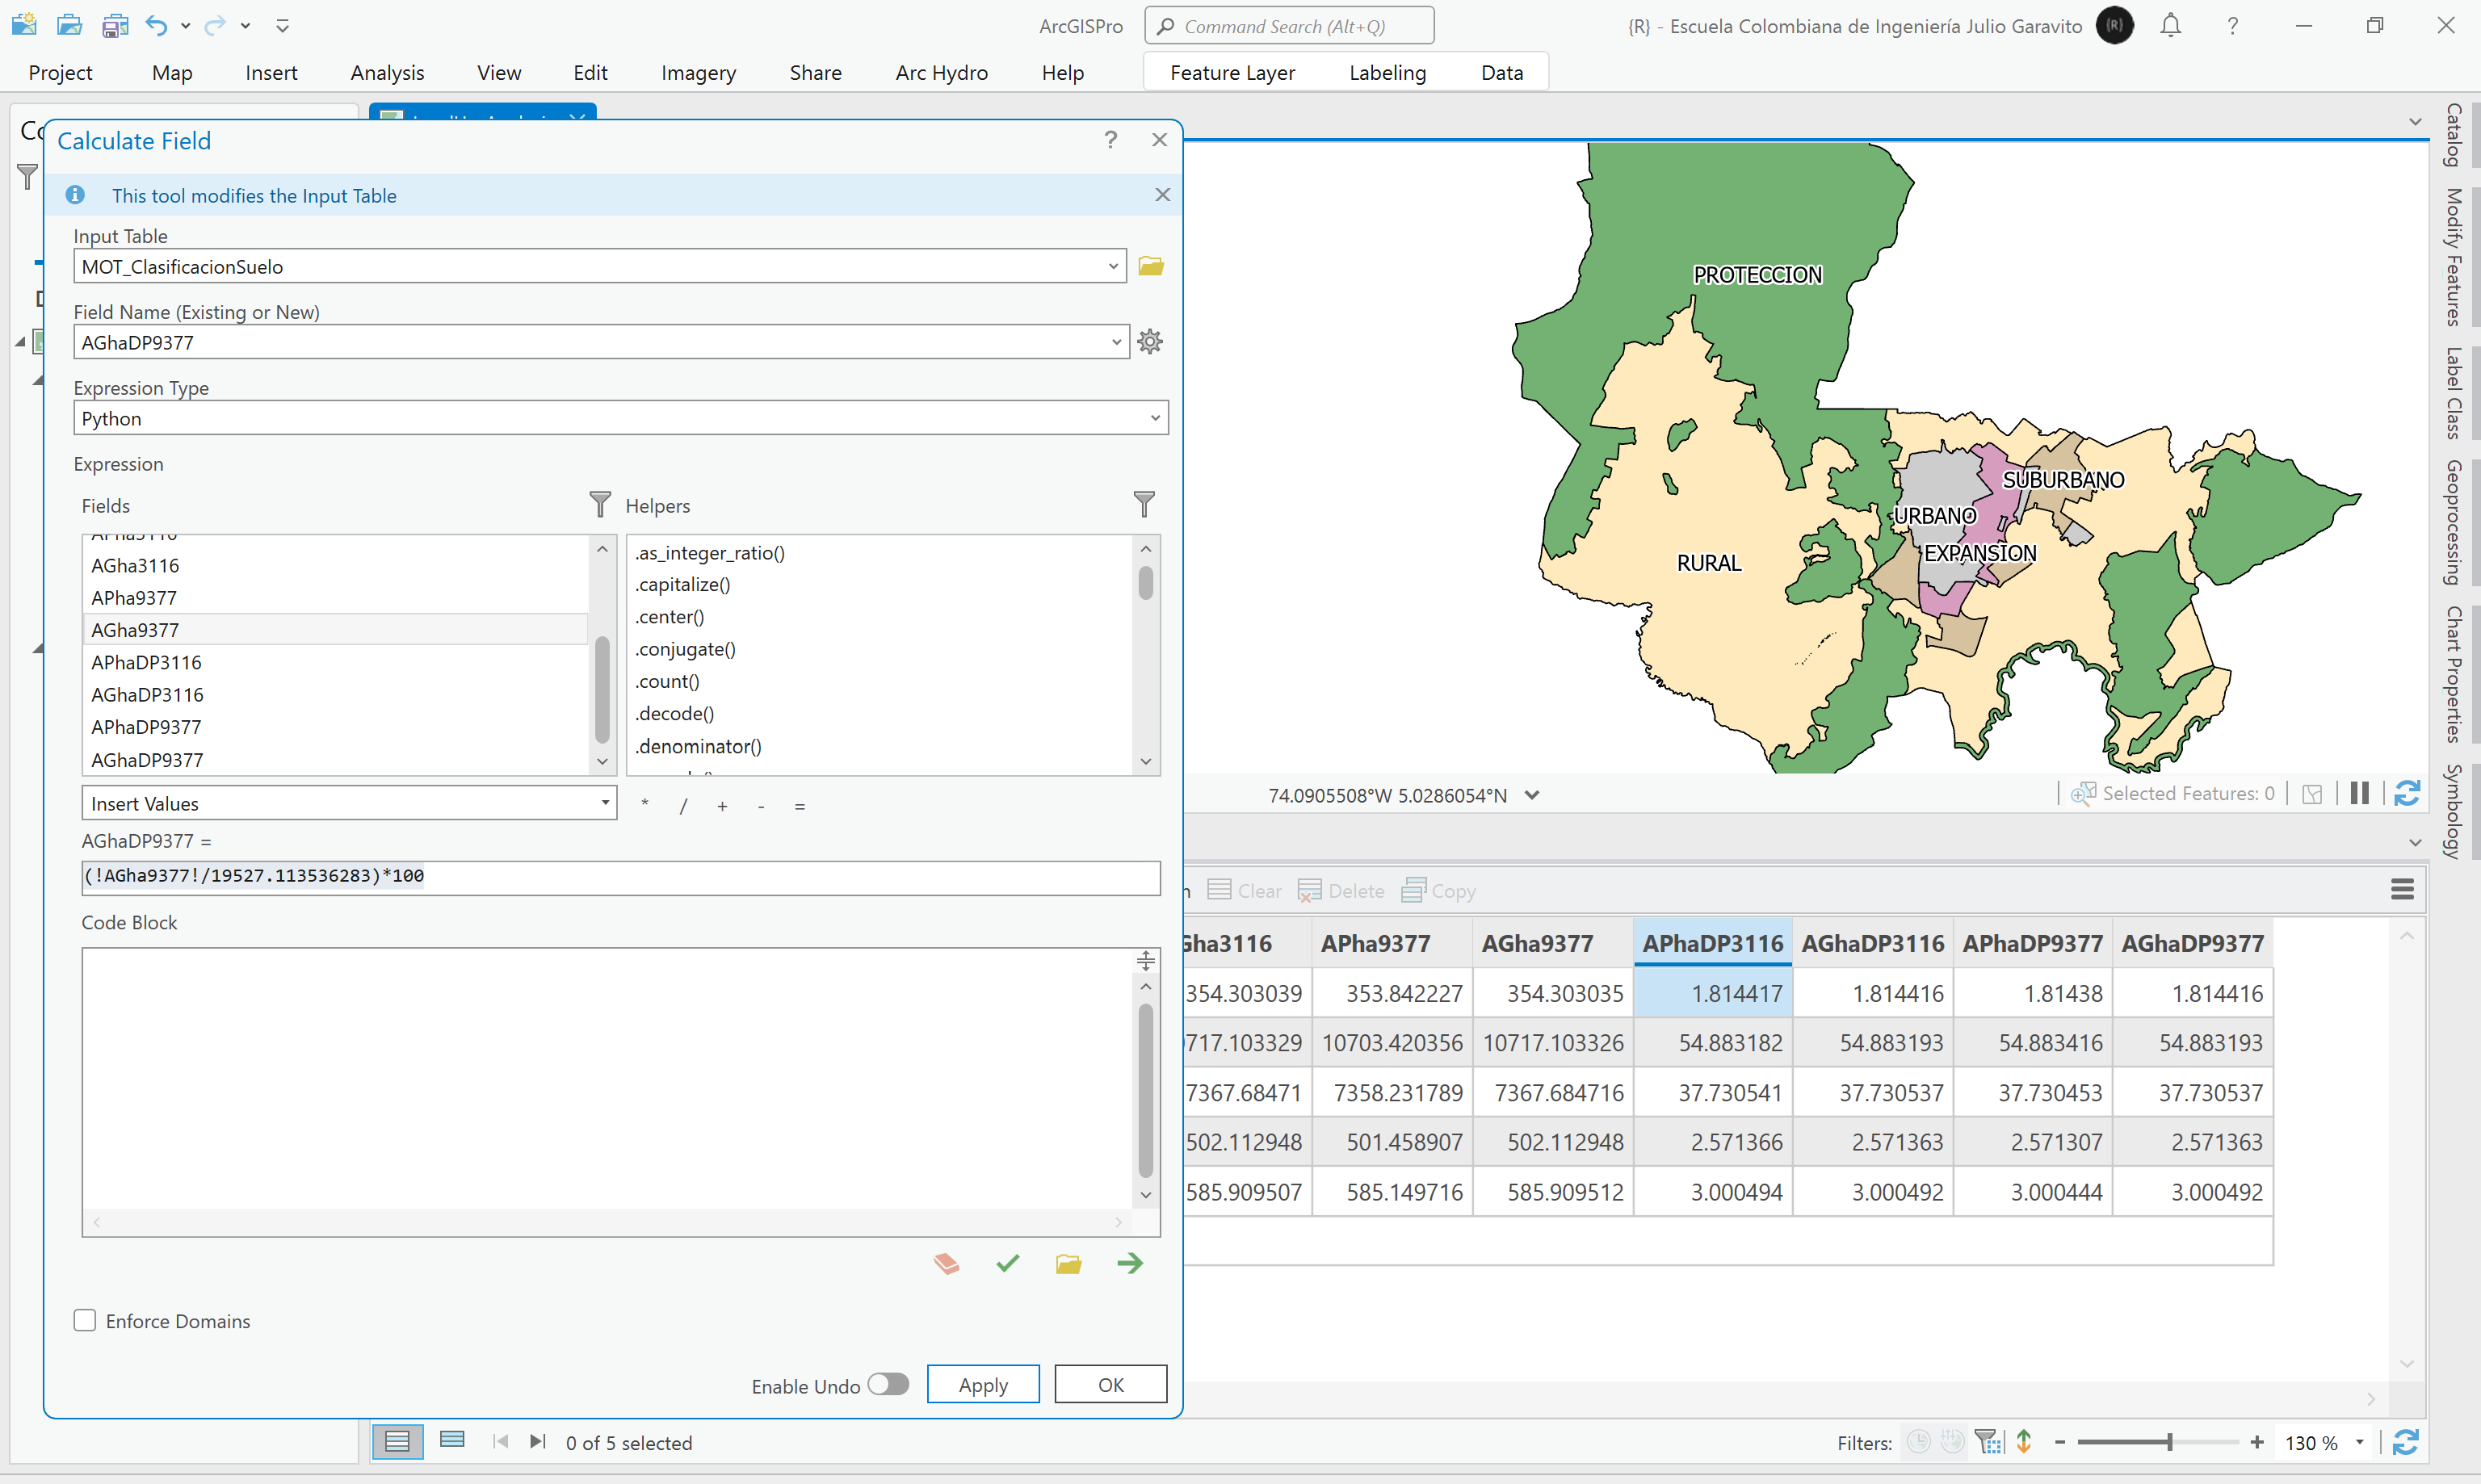 ArcGISPro
Command Search (Alt+Q)
{R} - Escuela Colombiana de Ingeniería Julio Garavito
{R}
?
Project Map Insert Analysis View Edit Imagery Share Arc Hydro Help Feature Layer Labeling Data
Calculate Field
?
This tool modifies the Input Table
Input Table
MOT_ClasificacionSuelo
Field Name (Existing or New)
AGhaDP9377
Expression Type
Python
Expression
Fields
Helpers
AGha3116
APha9377
AGha9377
APhaDP3116
AGhaDP3116
APhaDP9377
AGhaDP9377
.as_integer_ratio()
.capitalize()
.center()
.conjugate()
.count()
.decode()
.denominator()
Insert Values
* / + - =
AGhaDP9377 =
(!AGha9377!/19527.113536283)*100
Code Block
Enforce Domains
Enable Undo
Apply
OK
PROTECCION
SUBURBANO
URBANO
EXPANSION
RURAL
74.0905508°W 5.0286054°N
Selected Features: 0
Clear Delete Copy
Gha3116 APha9377 AGha9377 APhaDP3116 AGhaDP3116 APhaDP9377 AGhaDP9377
354.303039 353.842227 354.303035 1.814417 1.814416 1.81438 1.814416
717.103329 10703.420356 10717.103326 54.883182 54.883193 54.883416 54.883193
7367.68471 7358.231789 7367.684716 37.730541 37.730537 37.730453 37.730537
502.112948 501.458907 502.112948 2.571366 2.571363 2.571307 2.571363
585.909507 585.149716 585.909512 3.000494 3.000492 3.000444 3.000492
0 of 5 selected
Filters:
- + 130 %
Catalog
Modify Features
Label Class
Geoprocessing
Chart Properties
Symbology